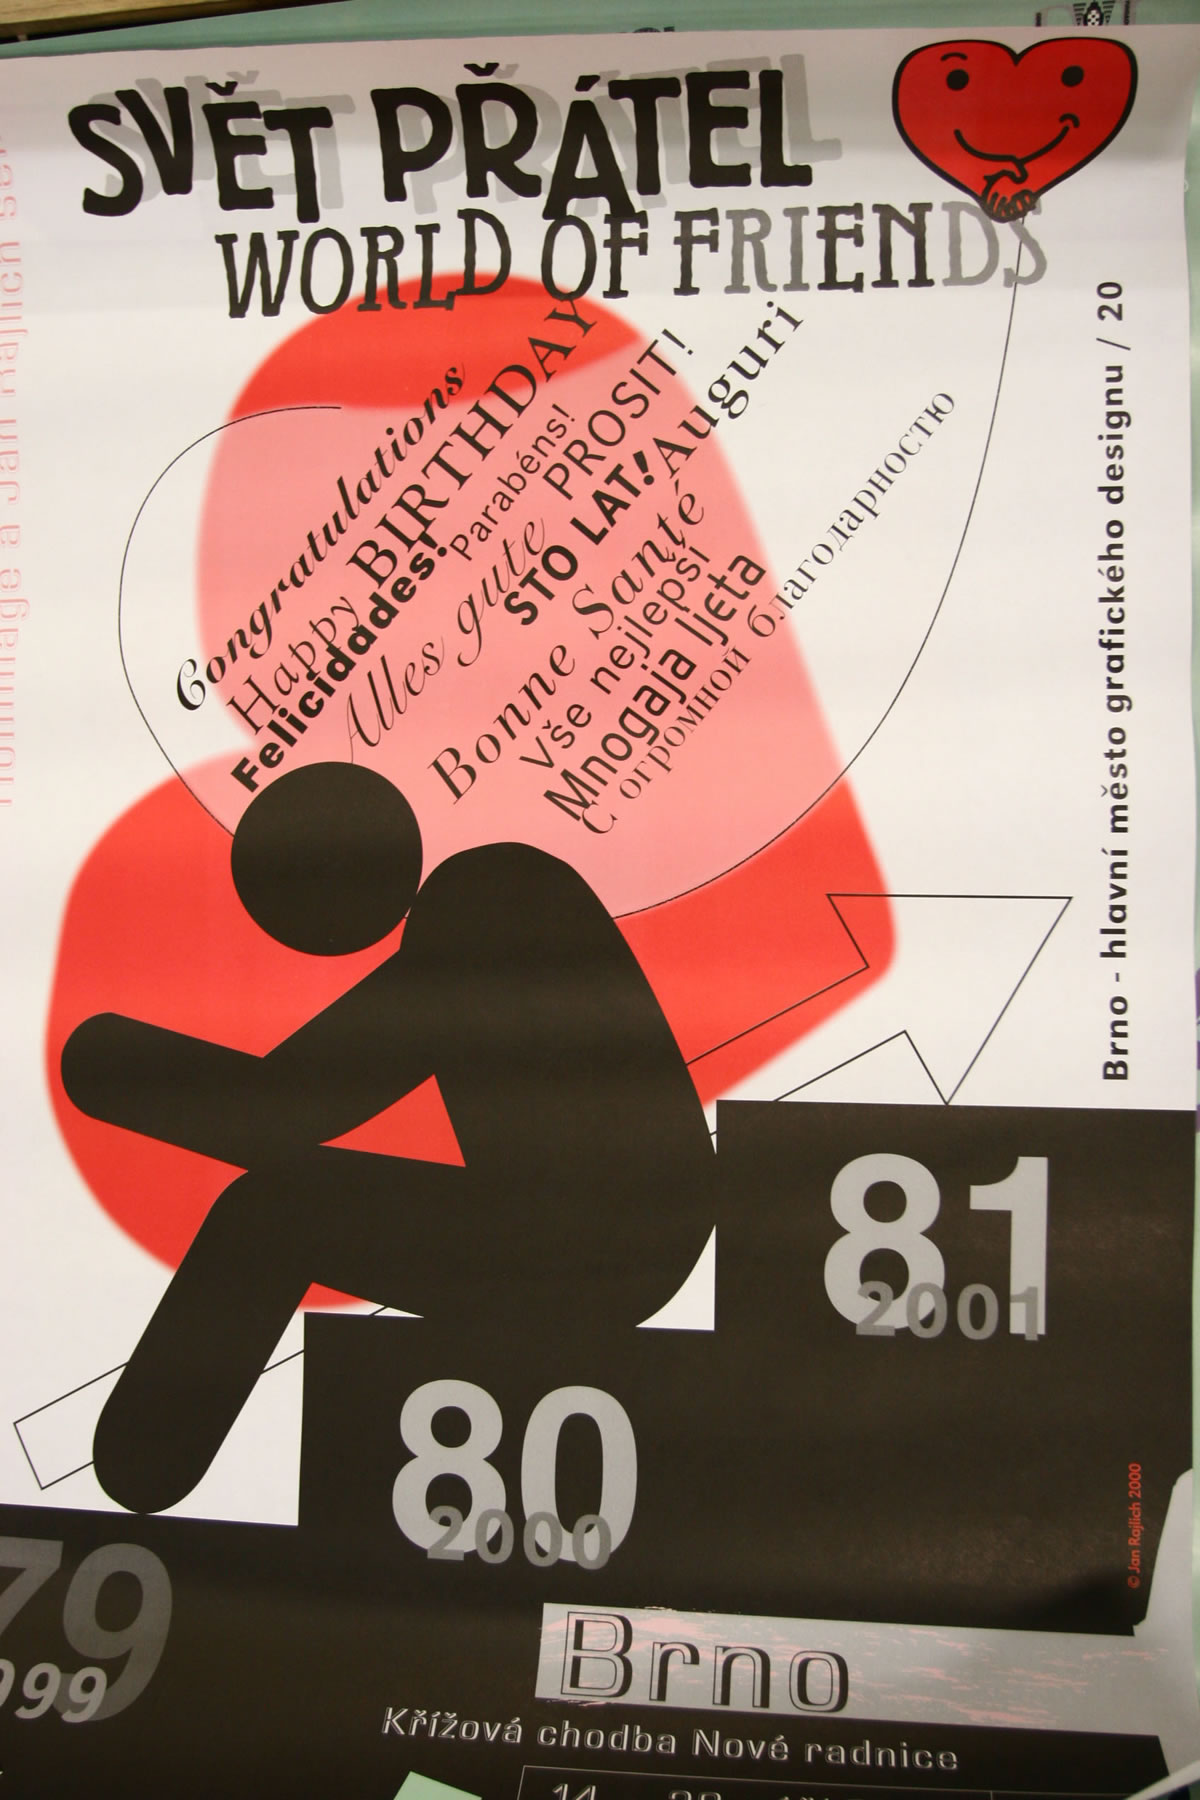 SVĚT PŘÁTEL
WORLD OF FRIENDS
Congratulations
Happy BIRTHDAY
Felicidades! Parabéns!
Alles gute PROSIT!
STO LAT! Auguri
Bonne Santé
Vše nejlepší
Mnogaja ljeta
С огромной благодарностю
Brno - hlavní město grafického designu / 20
81
2001
80
2000
79
999
© Jan Rajlich 2000
Brno
Křížová chodba Nové radnice